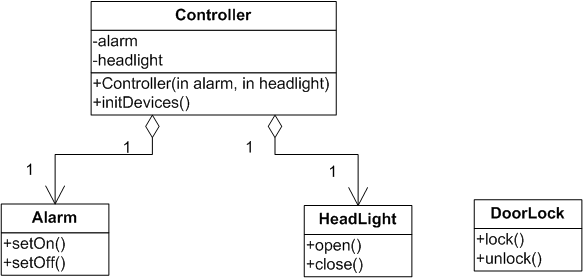 Controller
-alarm
-headlight
+Controller(in alarm, in headlight)
+initDevices()
1
1
1
1
Alarm
+setOn()
+setOff()
HeadLight
+open()
+close()
DoorLock
+lock()
+unlock()